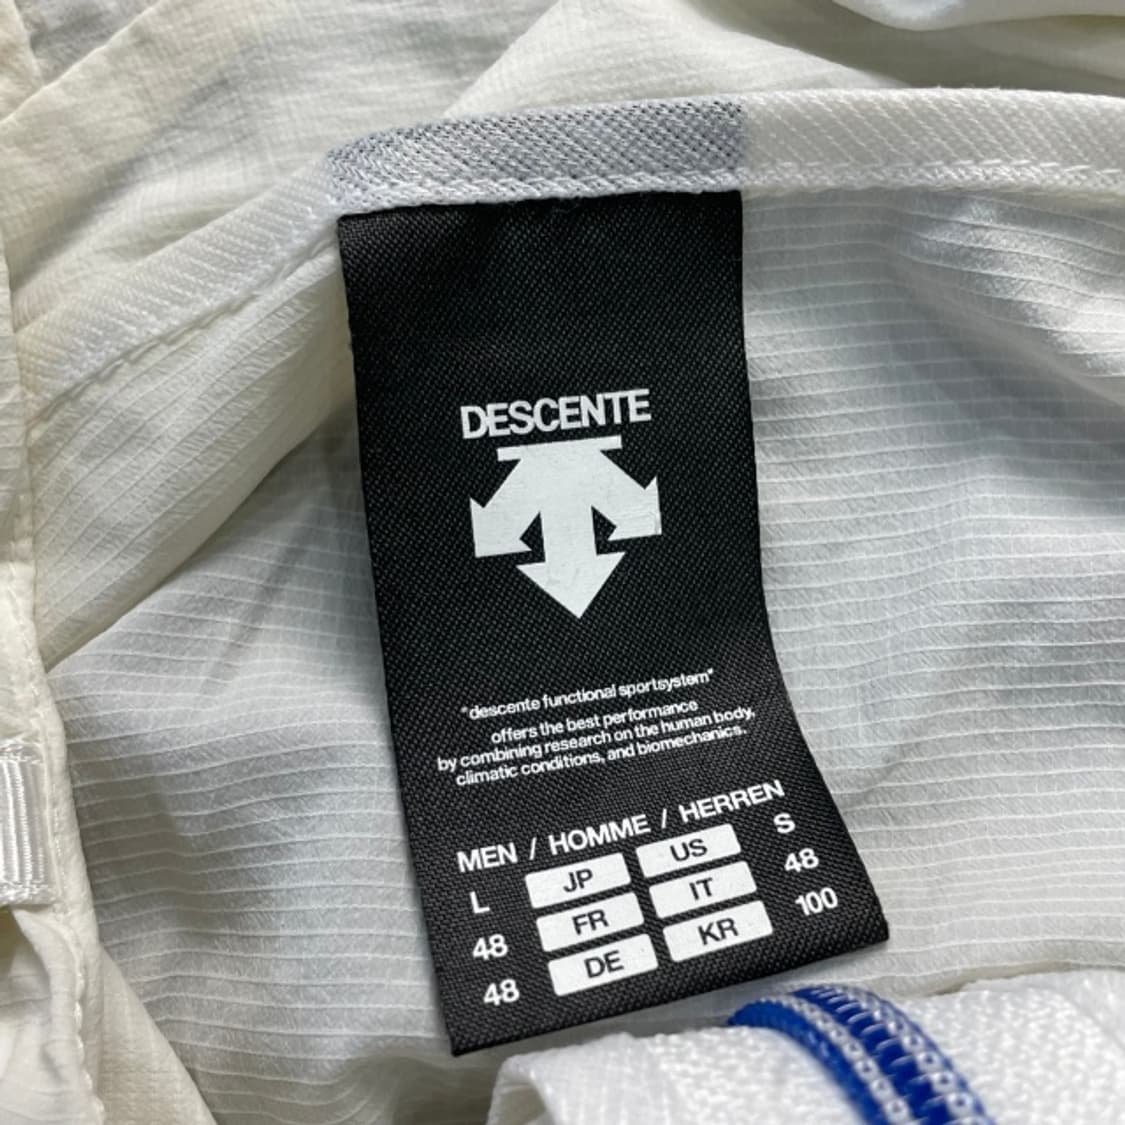 DESCENTE
"descente functional sportsystem"
offers the best performance
by combining research on the human body,
climatic conditions, and biomechanics.
MEN / HOMME / HERREN
L JP US S
48 FR IT 48
48 DE KR 100